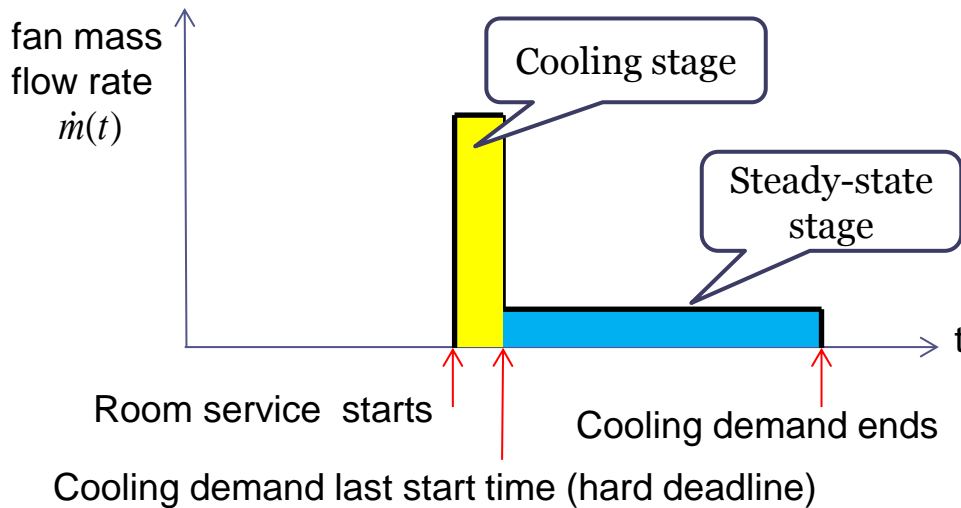 fan mass
flow rate
ṁ(t)
Cooling stage
Steady-state
stage
t
Room service starts
Cooling demand ends
Cooling demand last start time (hard deadline)